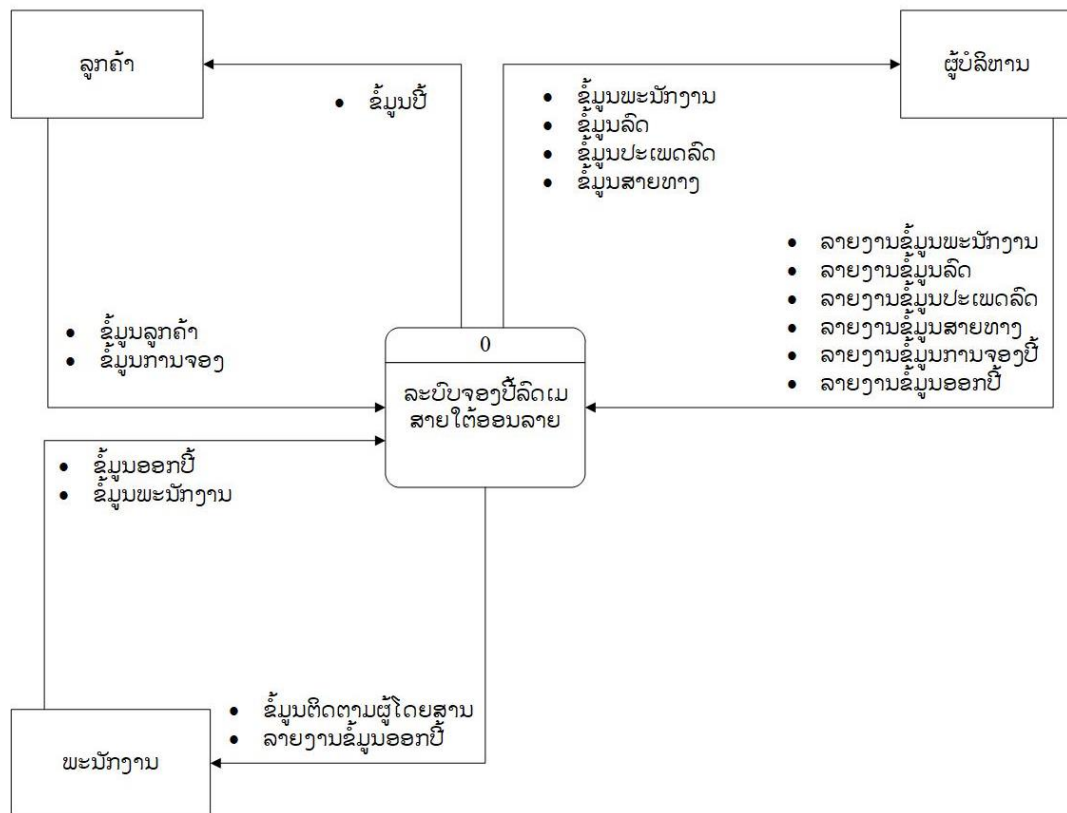 ລູກຄ້າ
ຜູ້ບໍລິຫານ
• ຂໍ້ມູນປີ້
• ຂໍ້ມູນພະນັກງານ
• ຂໍ້ມູນລົດ
• ຂໍ້ມູນປະເພດລົດ
• ຂໍ້ມູນສາຍທາງ
• ລາຍງານຂໍ້ມູນພະນັກງານ
• ລາຍງານຂໍ້ມູນລົດ
• ລາຍງານຂໍ້ມູນປະເພດລົດ
• ລາຍງານຂໍ້ມູນສາຍທາງ
• ລາຍງານຂໍ້ມູນການຈອງປີ້
• ລາຍງານຂໍ້ມູນອອກປີ້
• ຂໍ້ມູນລູກຄ້າ
• ຂໍ້ມູນການຈອງ
0
ລະບົບຈອງປີ້ລົດເມ
ສາຍໃຕ້ອອນລາຍ
• ຂໍ້ມູນອອກປີ້
• ຂໍ້ມູນພະນັກງານ
• ຂໍ້ມູນຕິດຕາມຜູ້ໂດຍສານ
• ລາຍງານຂໍ້ມູນອອກປີ້
ພະນັກງານ